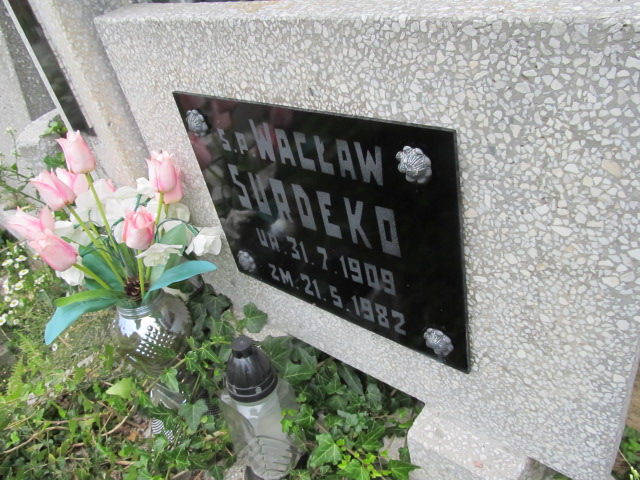 Ś.P. WACŁAW
SURDEKO
UR. 31.7.1909
ZM. 21.5.1982